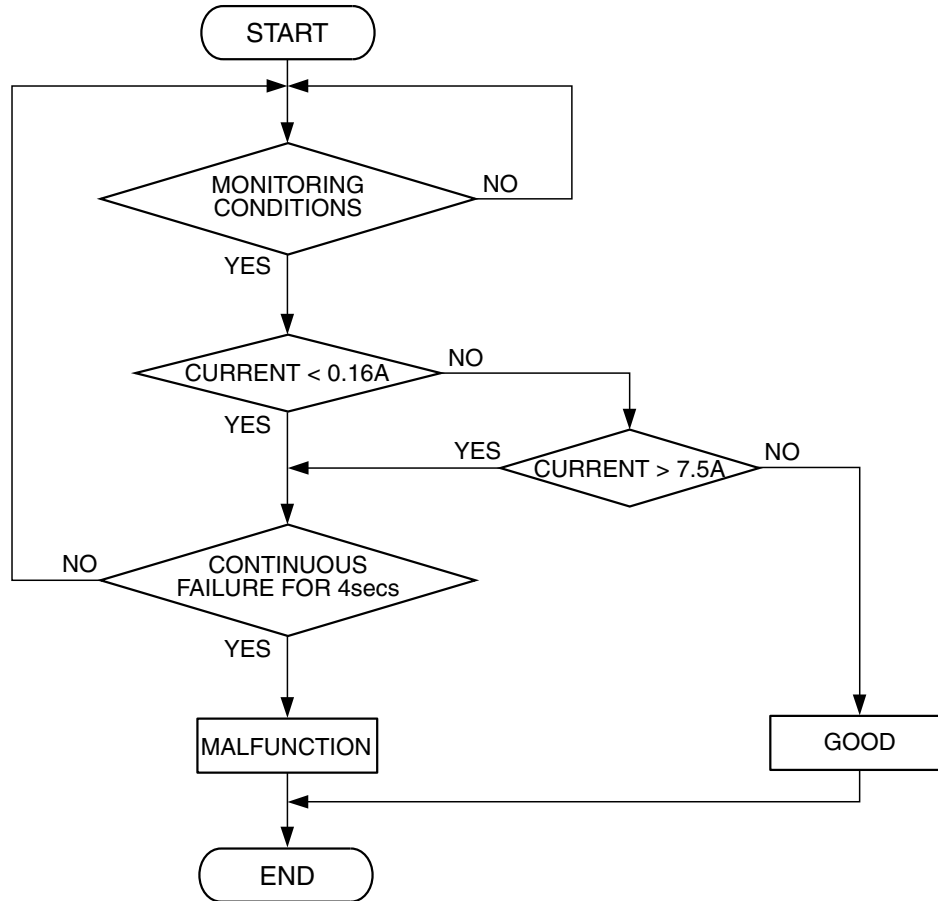 START
MONITORING
CONDITIONS
NO
YES
CURRENT < 0.16A
NO
YES
YES
CURRENT > 7.5A
NO
NO
CONTINUOUS
FAILURE FOR 4secs
YES
MALFUNCTION
GOOD
END